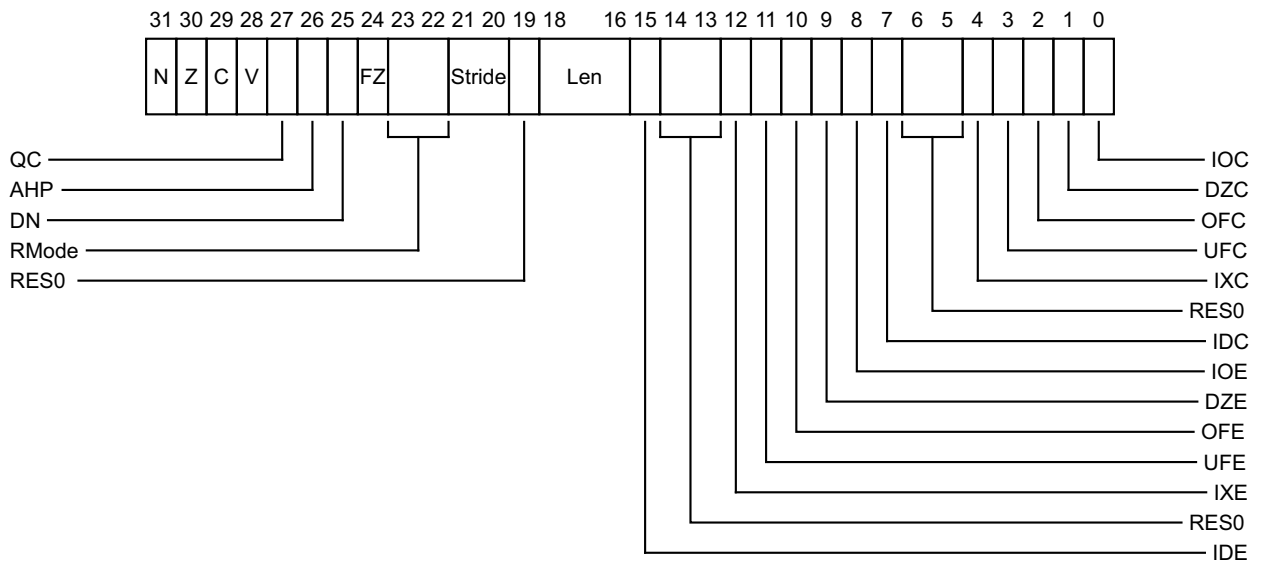 31 30 29 28 27 26 25 24 23 22 21 20 19 18 16 15 14 13 12 11 10 9 8 7 6 5 4 3 2 1 0
N Z C V FZ Stride Len
QC IOC
AHP DZC
DN OFC
RMode UFC
RES0 IXC
RES0
IDC
IOE
DZE
OFE
UFE
IXE
RES0
IDE